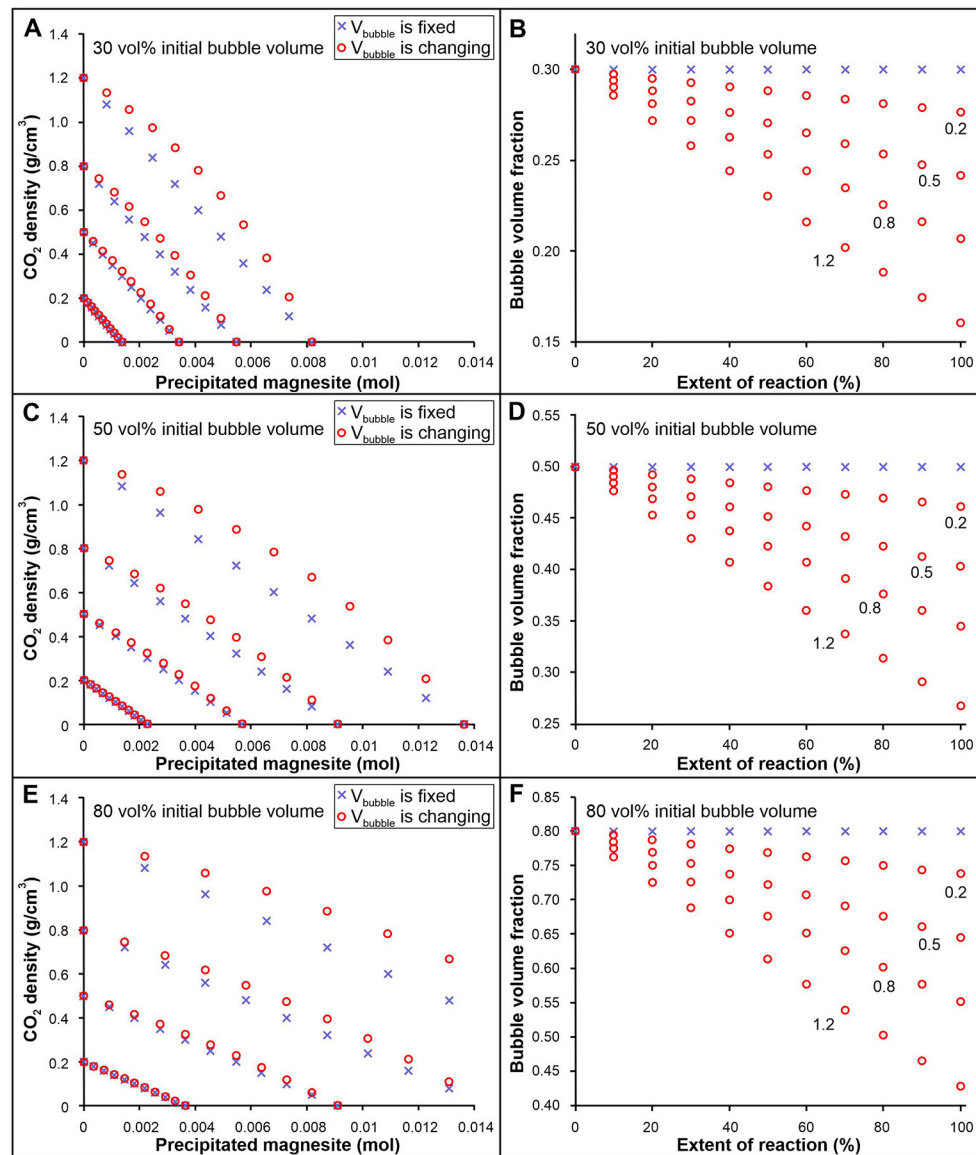 A
30 vol% initial bubble volume
× V bubble is fixed
○ V bubble is changing
1.4
1.2
1.0
0.8
0.6
0.4
0.2
0
CO2 density (g/cm3)
0 0.002 0.004 0.006 0.008 0.010 0.012 0.014
Precipitated magnesite (mol)
B
30 vol% initial bubble volume
0.30
0.25
0.20
0.15
Bubble volume fraction
0.2
0.5
0.8
1.2
0 20 40 60 80 100
Extent of reaction (%)
C
50 vol% initial bubble volume
× V bubble is fixed
○ V bubble is changing
1.4
1.2
1.0
0.8
0.6
0.4
0.2
0
CO2 density (g/cm3)
0 0.002 0.004 0.006 0.008 0.010 0.012 0.014
Precipitated magnesite (mol)
D
50 vol% initial bubble volume
0.55
0.50
0.45
0.40
0.35
0.30
0.25
Bubble volume fraction
0.2
0.5
0.8
1.2
0 20 40 60 80 100
Extent of reaction (%)
E
80 vol% initial bubble volume
× V bubble is fixed
○ V bubble is changing
1.4
1.2
1.0
0.8
0.6
0.4
0.2
0
CO2 density (g/cm3)
0 0.002 0.004 0.006 0.008 0.010 0.012 0.014
Precipitated magnesite (mol)
F
80 vol% initial bubble volume
0.85
0.80
0.75
0.70
0.65
0.60
0.55
0.50
0.45
0.40
Bubble volume fraction
0.2
0.5
0.8
1.2
0 20 40 60 80 100
Extent of reaction (%)